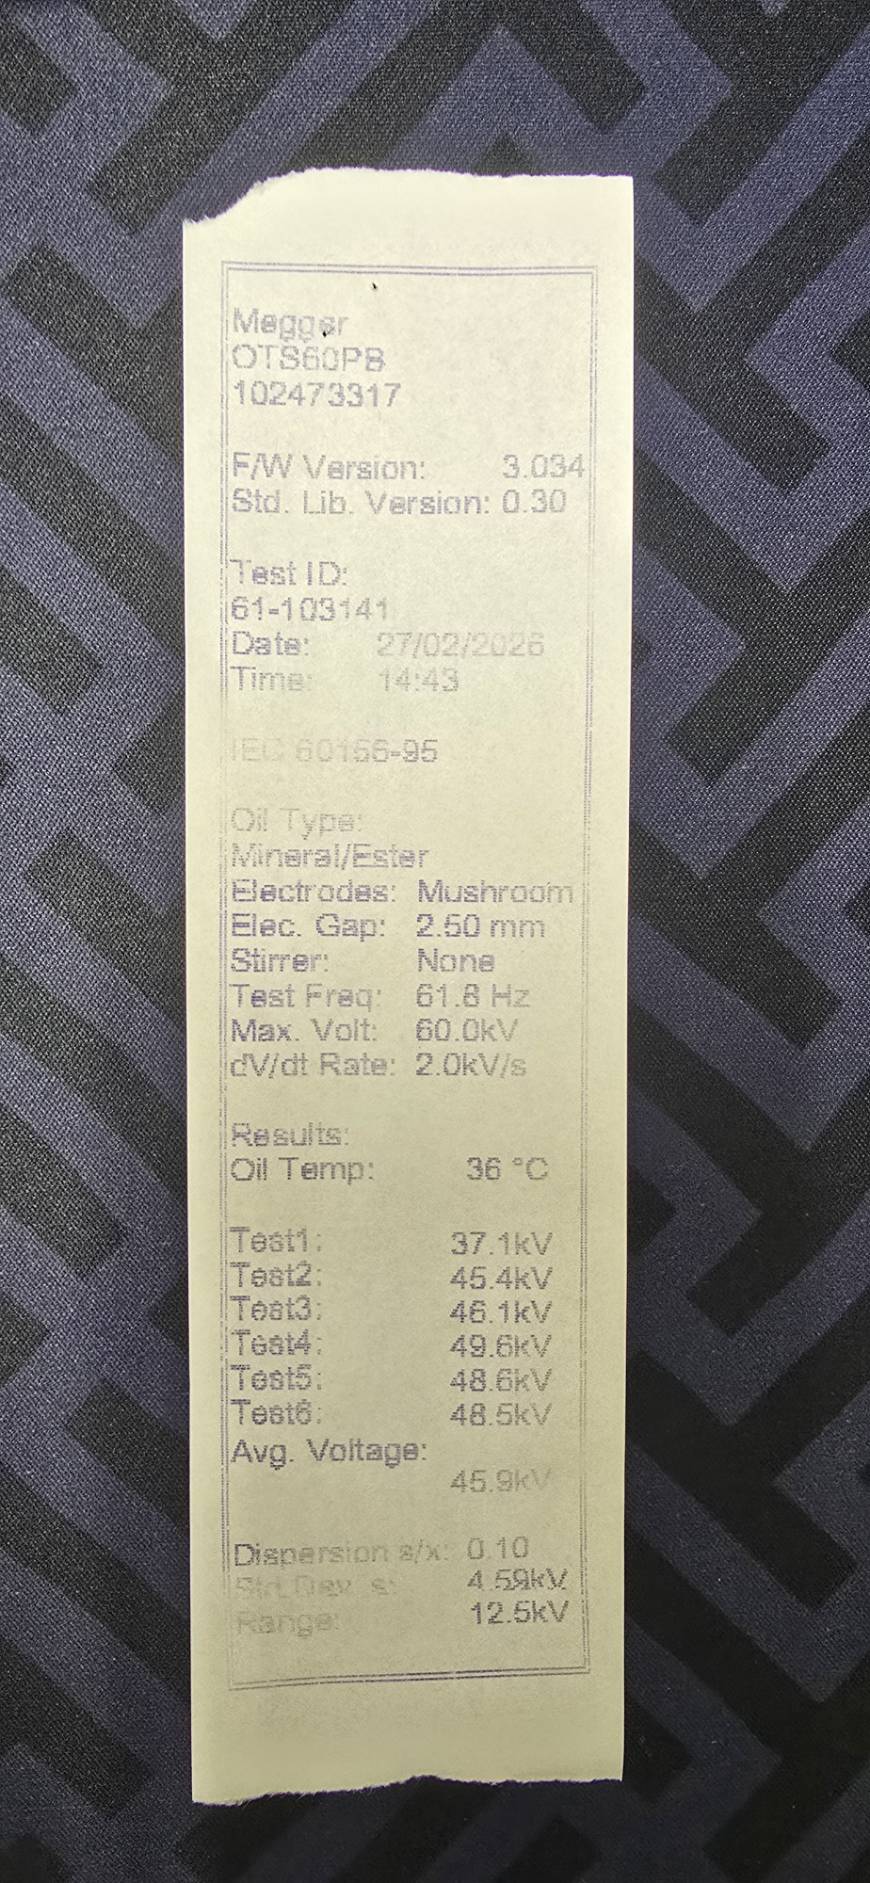 Megger
OTS60PB
102473317
F/W Version: 3.034
Std. Lib. Version: 0.30
Test ID:
61-103141
Date: 27/02/2026
Time: 14:43
IEC 60156-95
Oil Type:
Mineral/Ester
Electrodes: Mushroom
Elec. Gap: 2.50 mm
Stirrer: None
Test Freq: 61.8 Hz
Max. Volt: 60.0kV
dV/dt Rate: 2.0kV/s
Results:
Oil Temp: 36 °C
Test1: 37.1kV
Test2: 45.4kV
Test3: 46.1kV
Test4: 49.6kV
Test5: 48.6kV
Test6: 48.5kV
Avg. Voltage:
45.9kV
Dispersion s/x: 0.10
Std.Dev. s: 4.59kV
Range: 12.5kV